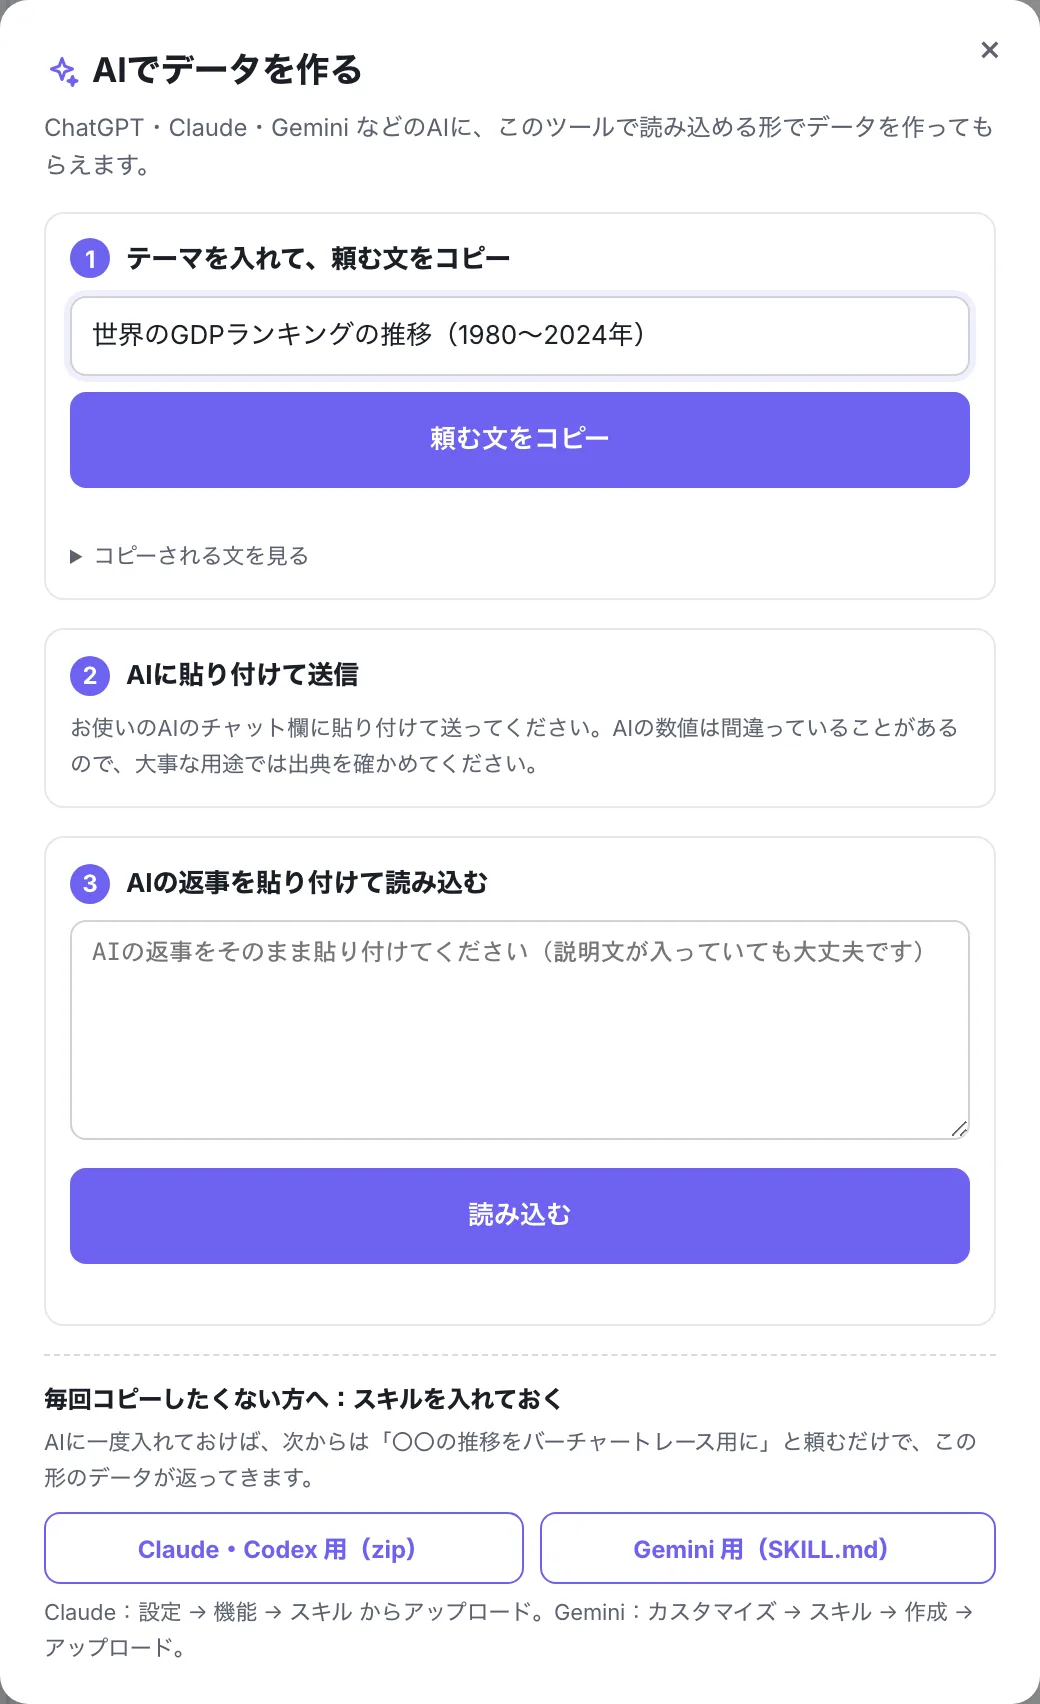 AIでデータを作る
ChatGPT・Claude・Gemini などのAIに、このツールで読み込める形でデータを作っても
らえます。
1 テーマを入れて、頼む文をコピー
世界のGDPランキングの推移（1980〜2024年）
頼む文をコピー
▶ コピーされる文を見る
2 AIに貼り付けて送信
お使いのAIのチャット欄に貼り付けて送ってください。AIの数値は間違っていることがある
ので、大事な用途では出典を確かめてください。
3 AIの返事を貼り付けて読み込む
AIの返事をそのまま貼り付けてください（説明文が入っていても大丈夫です）
読み込む
毎回コピーしたくない方へ：スキルを入れておく
AIに一度入れておけば、次からは「〇〇の推移をバーチャートレース用に」と頼むだけで、この
形のデータが返ってきます。
Claude・Codex 用（zip）
Gemini 用（SKILL.md）
Claude：設定 → 機能 → スキル からアップロード。Gemini：カスタマイズ → スキル → 作成 →
アップロード。